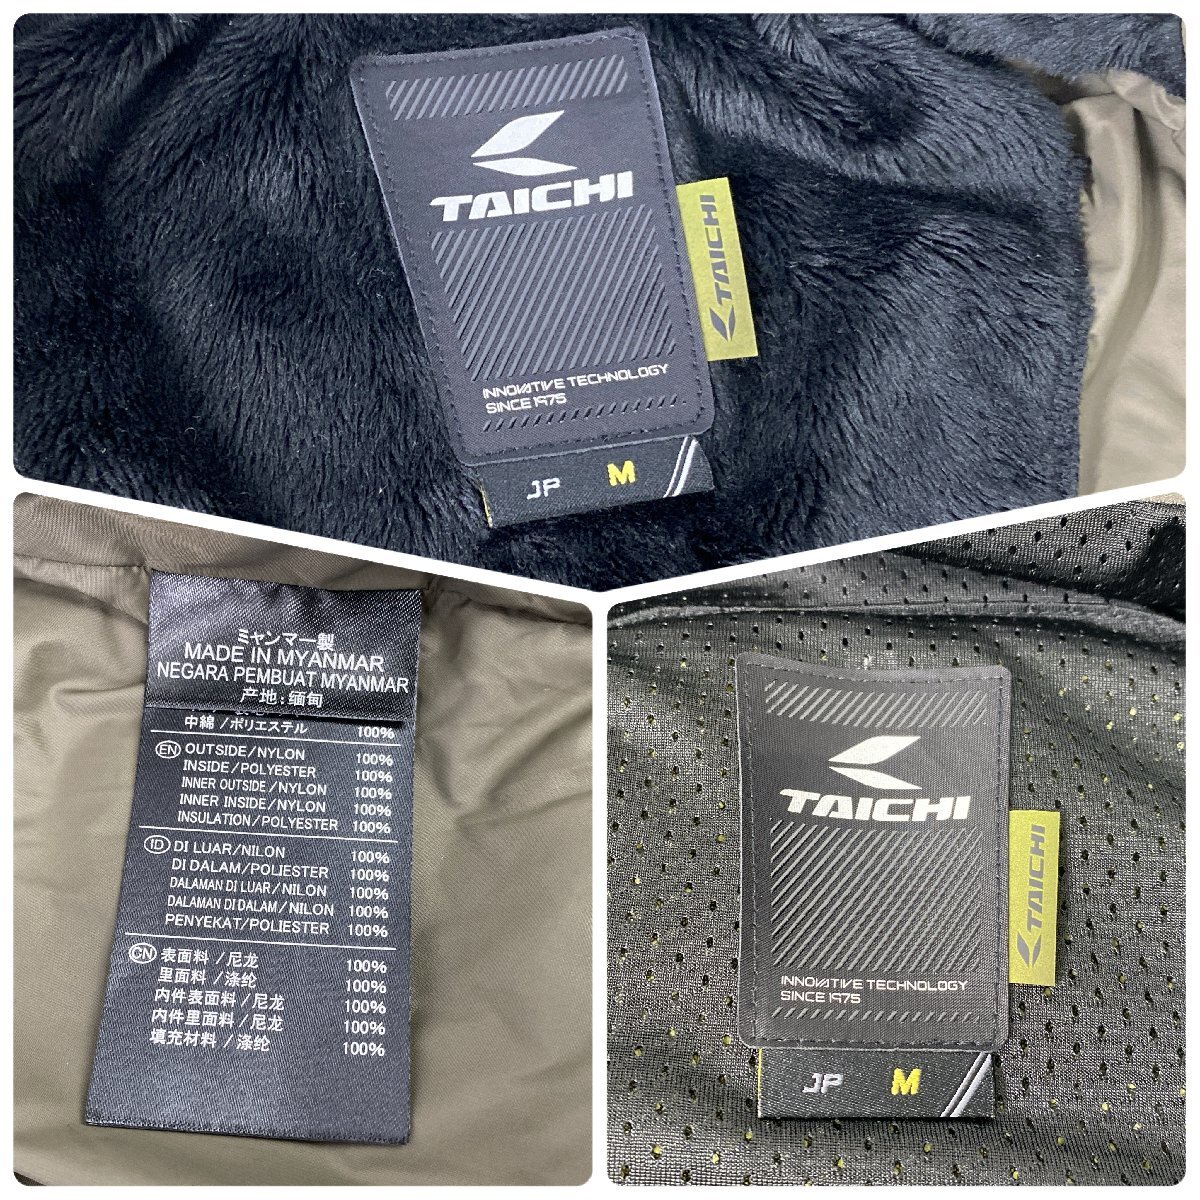 TAICHI
TAICHI
INNOVATIVE TECHNOLOGY
SINCE 1975
JP M
ミャンマー製
MADE IN MYANMAR
NEGARA PEMBUAT MYANMAR
产地:缅甸
中綿/ポリエステル 100%
EN OUTSIDE/NYLON 100%
INSIDE/POLYESTER 100%
INNER OUTSIDE/NYLON 100%
INNER INSIDE/NYLON 100%
INSULATION/POLYESTER 100%
ID DI LUAR/NILON 100%
DI DALAM/POLIESTER 100%
DALAMAN DI LUAR/NILON 100%
DALAMAN DI DALAM/NILON 100%
PENYEKAT/POLIESTER 100%
CN 表面料/尼龙 100%
里面料/涤纶 100%
内件表面料/尼龙 100%
内件里面料/尼龙 100%
填充材料/涤纶 100%
TAICHI
TAICHI
INNOVATIVE TECHNOLOGY
SINCE 1975
JP M